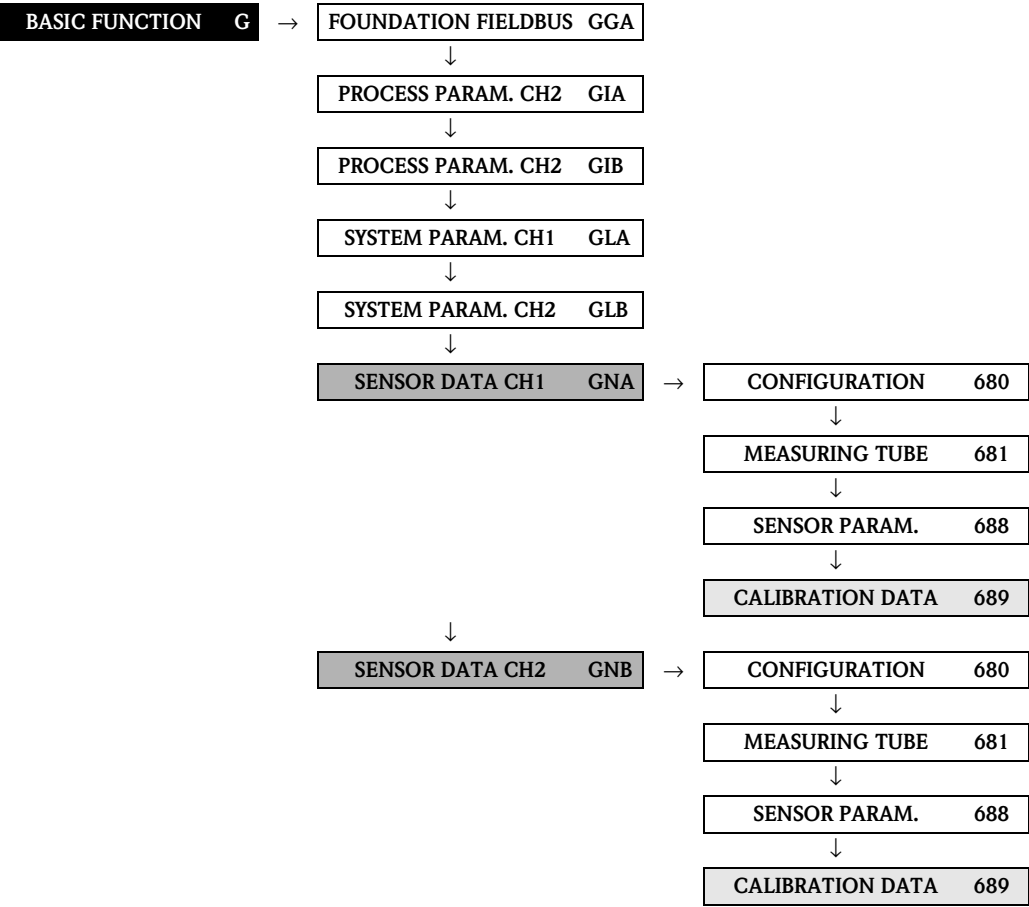 BASIC FUNCTION G → FOUNDATION FIELDBUS GGA
↓
PROCESS PARAM. CH2 GIA
↓
PROCESS PARAM. CH2 GIB
↓
SYSTEM PARAM. CH1 GLA
↓
SYSTEM PARAM. CH2 GLB
↓
SENSOR DATA CH1 GNA → CONFIGURATION 680
↓
MEASURING TUBE 681
↓
SENSOR PARAM. 688
↓
CALIBRATION DATA 689
↓
SENSOR DATA CH2 GNB → CONFIGURATION 680
↓
MEASURING TUBE 681
↓
SENSOR PARAM. 688
↓
CALIBRATION DATA 689